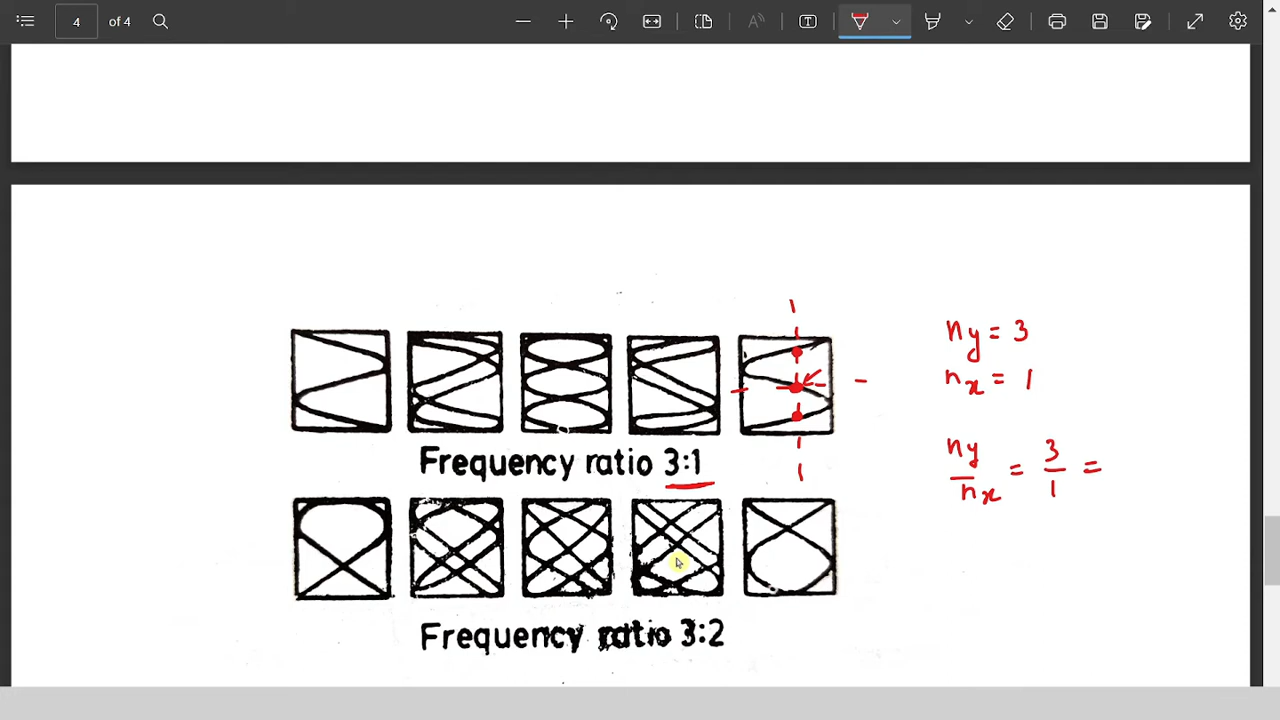 4 of 4
ny = 3
nx = 1
Frequency ratio 3:1
ny/nx = 3/1 =
Frequency ratio 3:2